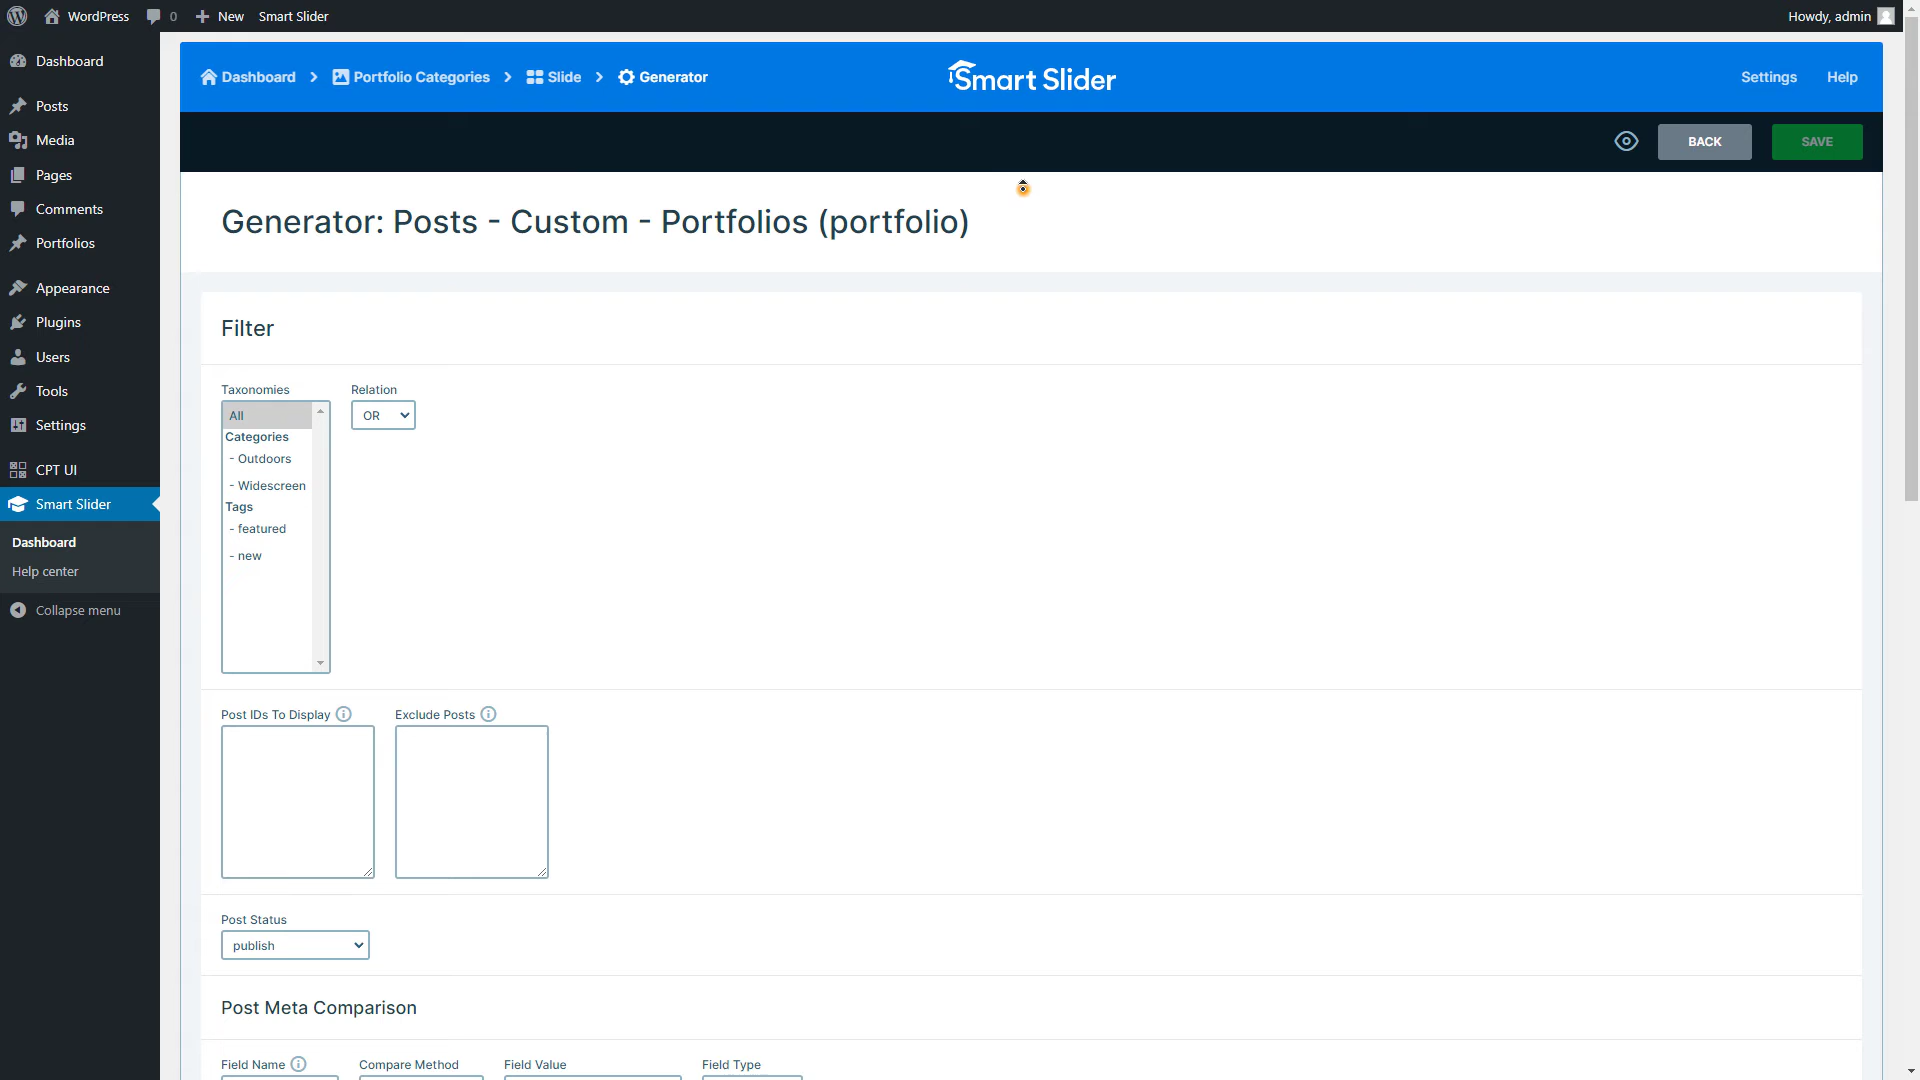 WordPress 0 New Smart Slider Howdy, admin
Dashboard
Posts
Media
Pages
Comments
Portfolios
Appearance
Plugins
Users
Tools
Settings
CPT UI
Smart Slider
Dashboard
Help center
Collapse menu
Dashboard Portfolio Categories Slide Generator Smart Slider Settings Help
BACK SAVE
Generator: Posts - Custom - Portfolios (portfolio)
Filter
Taxonomies Relation
All OR
Categories
- Outdoors
- Widescreen
Tags
- featured
- new
Post IDs To Display Exclude Posts
Post Status
publish
Post Meta Comparison
Field Name Compare Method Field Value Field Type